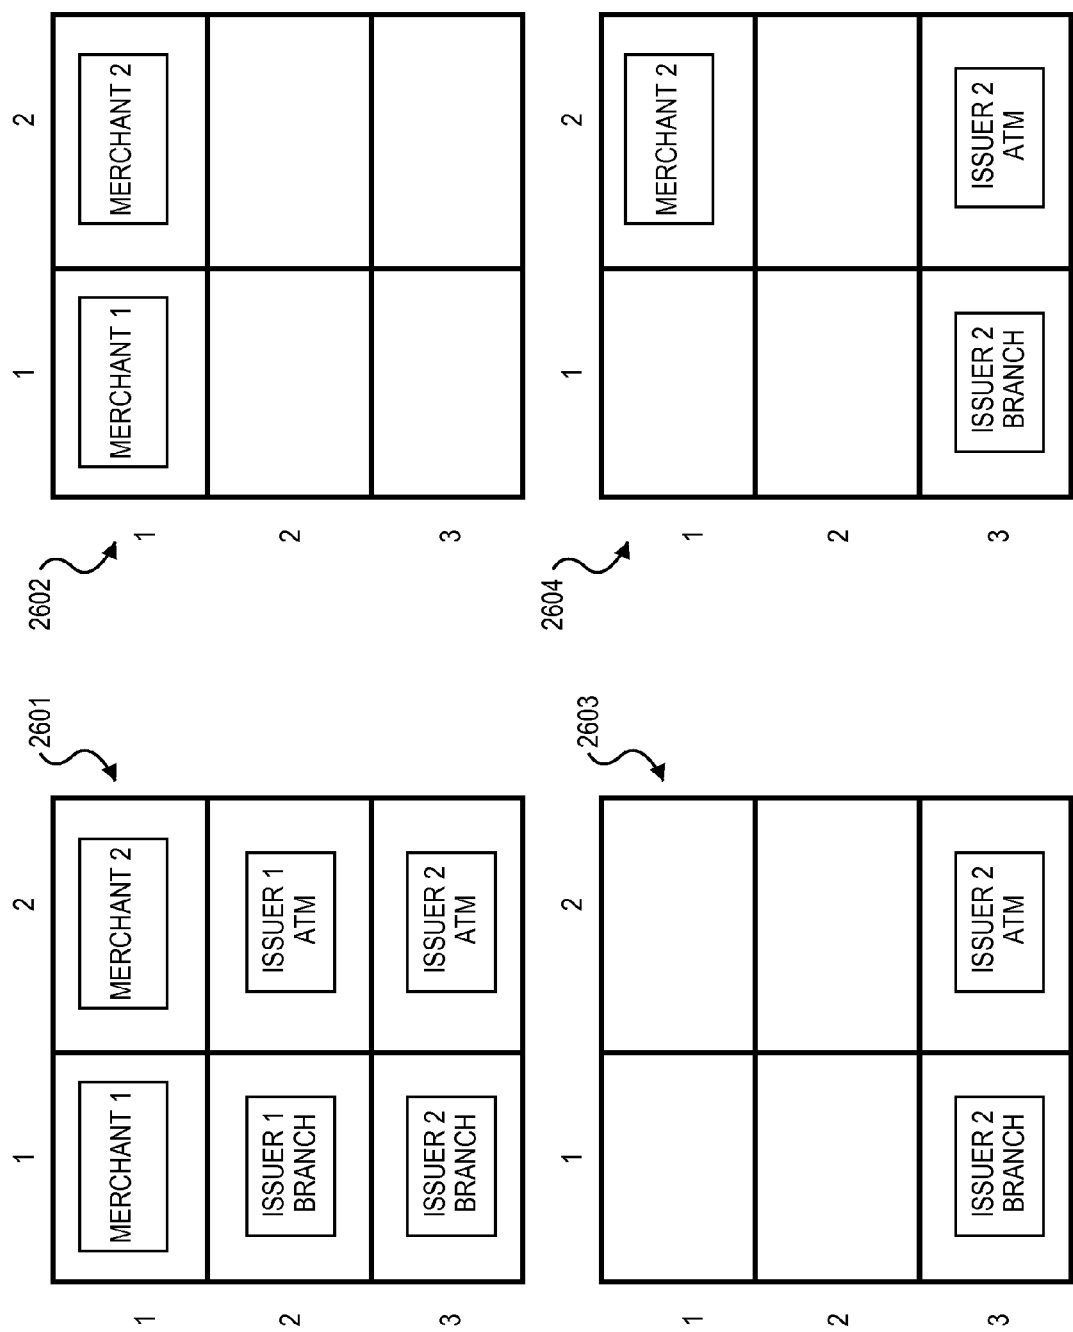 2601
1 2
1 MERCHANT 1 MERCHANT 2
2 ISSUER 1 ISSUER 1
BRANCH ATM
3 ISSUER 2 ISSUER 2
BRANCH ATM
2602
1 2
1 MERCHANT 1 MERCHANT 2
2
3
2603
1 2
1
2
3 ISSUER 2 ISSUER 2
BRANCH ATM
2604
1 2
1 MERCHANT 2
2
3 ISSUER 2 ISSUER 2
BRANCH ATM